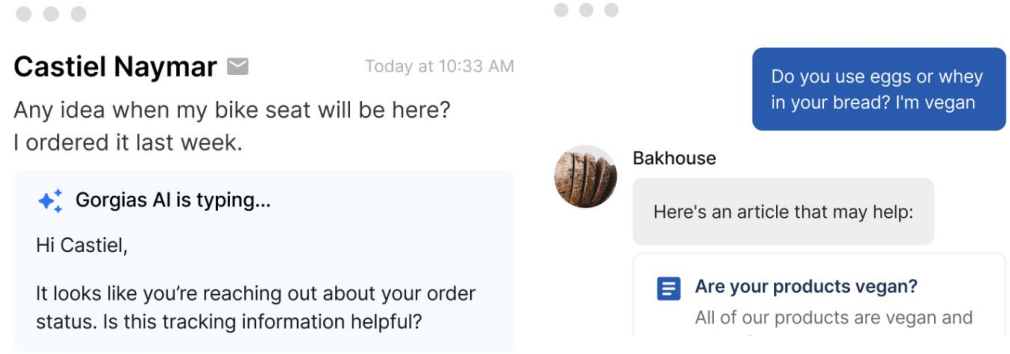 Castiel Naymar
Today at 10:33 AM
Any idea when my bike seat will be here?
I ordered it last week.
Gorgias AI is typing...
Hi Castiel,
It looks like you’re reaching out about your order
status. Is this tracking information helpful?
Do you use eggs or whey
in your bread? I'm vegan
Bakhouse
Here's an article that may help:
Are your products vegan?
All of our products are vegan and